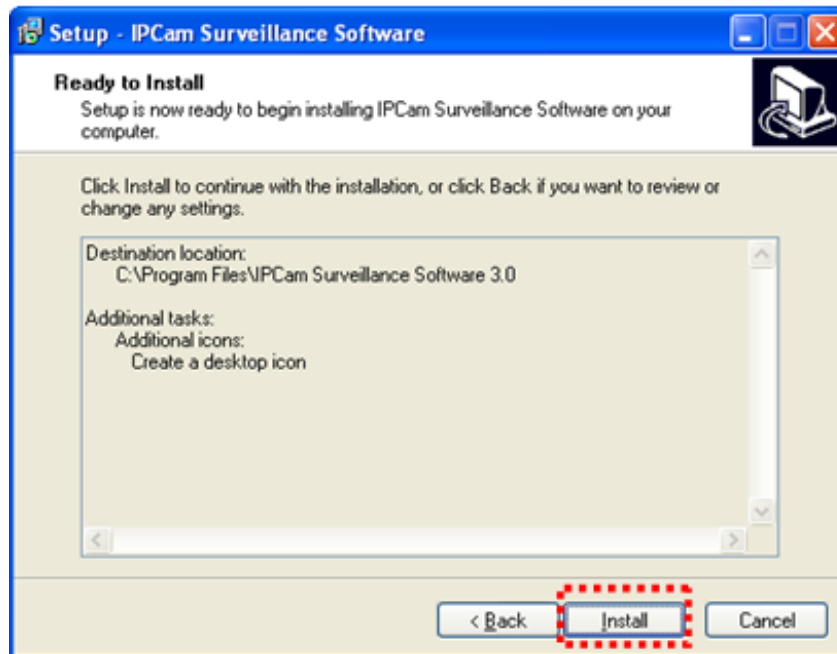 Setup - IPCam Surveillance Software
Ready to Install
Setup is now ready to begin installing IPCam Surveillance Software on your
computer.
Click Install to continue with the installation, or click Back if you want to review or
change any settings.
Destination location:
C:\Program Files\IPCam Surveillance Software 3.0
Additional tasks:
Additional icons:
Create a desktop icon
< Back
Install
Cancel